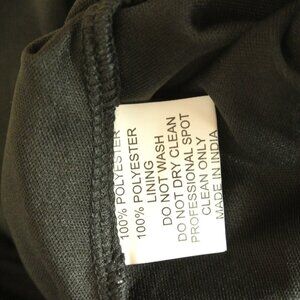 100% POLYESTER
100% POLYESTER
LINING
DO NOT WASH
DO NOT DRY CLEAN
PROFESSIONAL SPOT
CLEAN ONLY
MADE IN INDIA